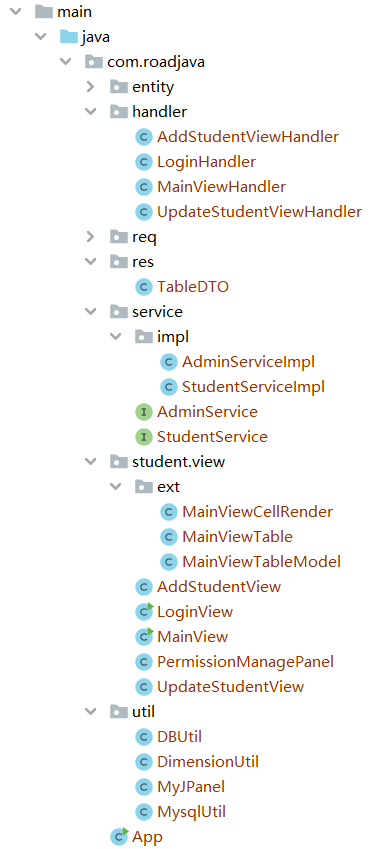 main
java
com.roadjava
entity
handler
C AddStudentViewHandler
C LoginHandler
C MainViewHandler
C UpdateStudentViewHandler
req
res
C TableDTO
service
impl
C AdminServiceImpl
C StudentServiceImpl
I AdminService
I StudentService
student.view
ext
C MainViewCellRender
C MainViewTable
C MainViewTableModel
C AddStudentView
C LoginView
C MainView
C PermissionManagePanel
C UpdateStudentView
util
C DBUtil
C DimensionUtil
C MyJPanel
C MysqlUtil
C App